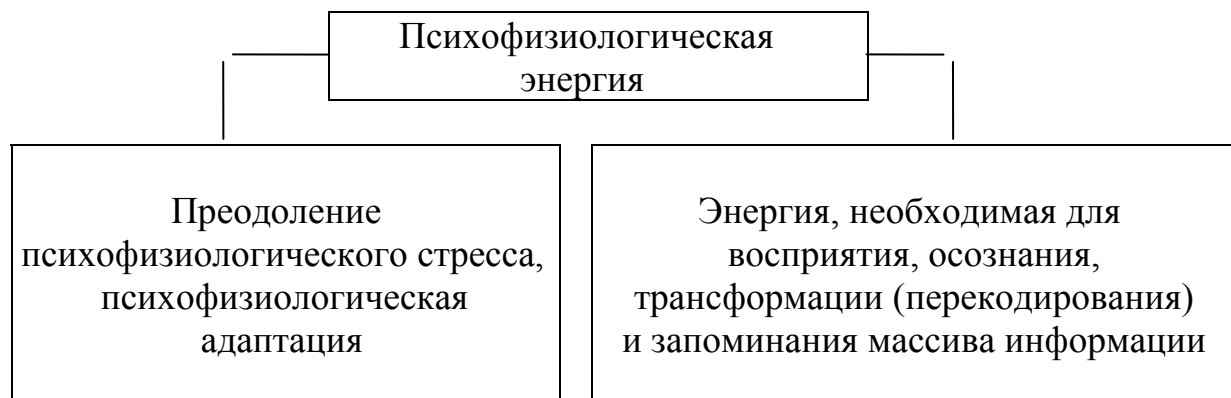 Психофизиологическая
энергия
Преодоление
психофизиологического стресса,
психофизиологическая
адаптация
Энергия, необходимая для
восприятия, осознания,
трансформации (перекодирования)
и запоминания массива информации